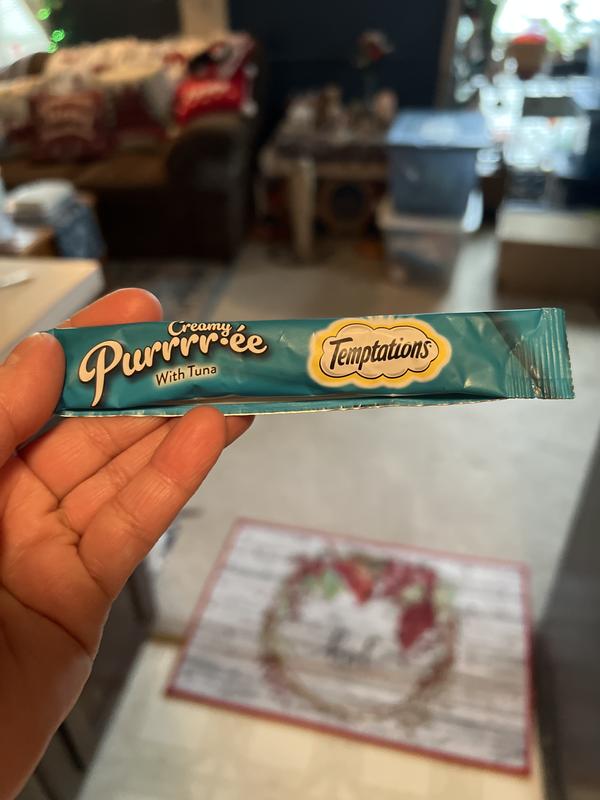 Creamy
Purrrr·ée
With Tuna
Temptations